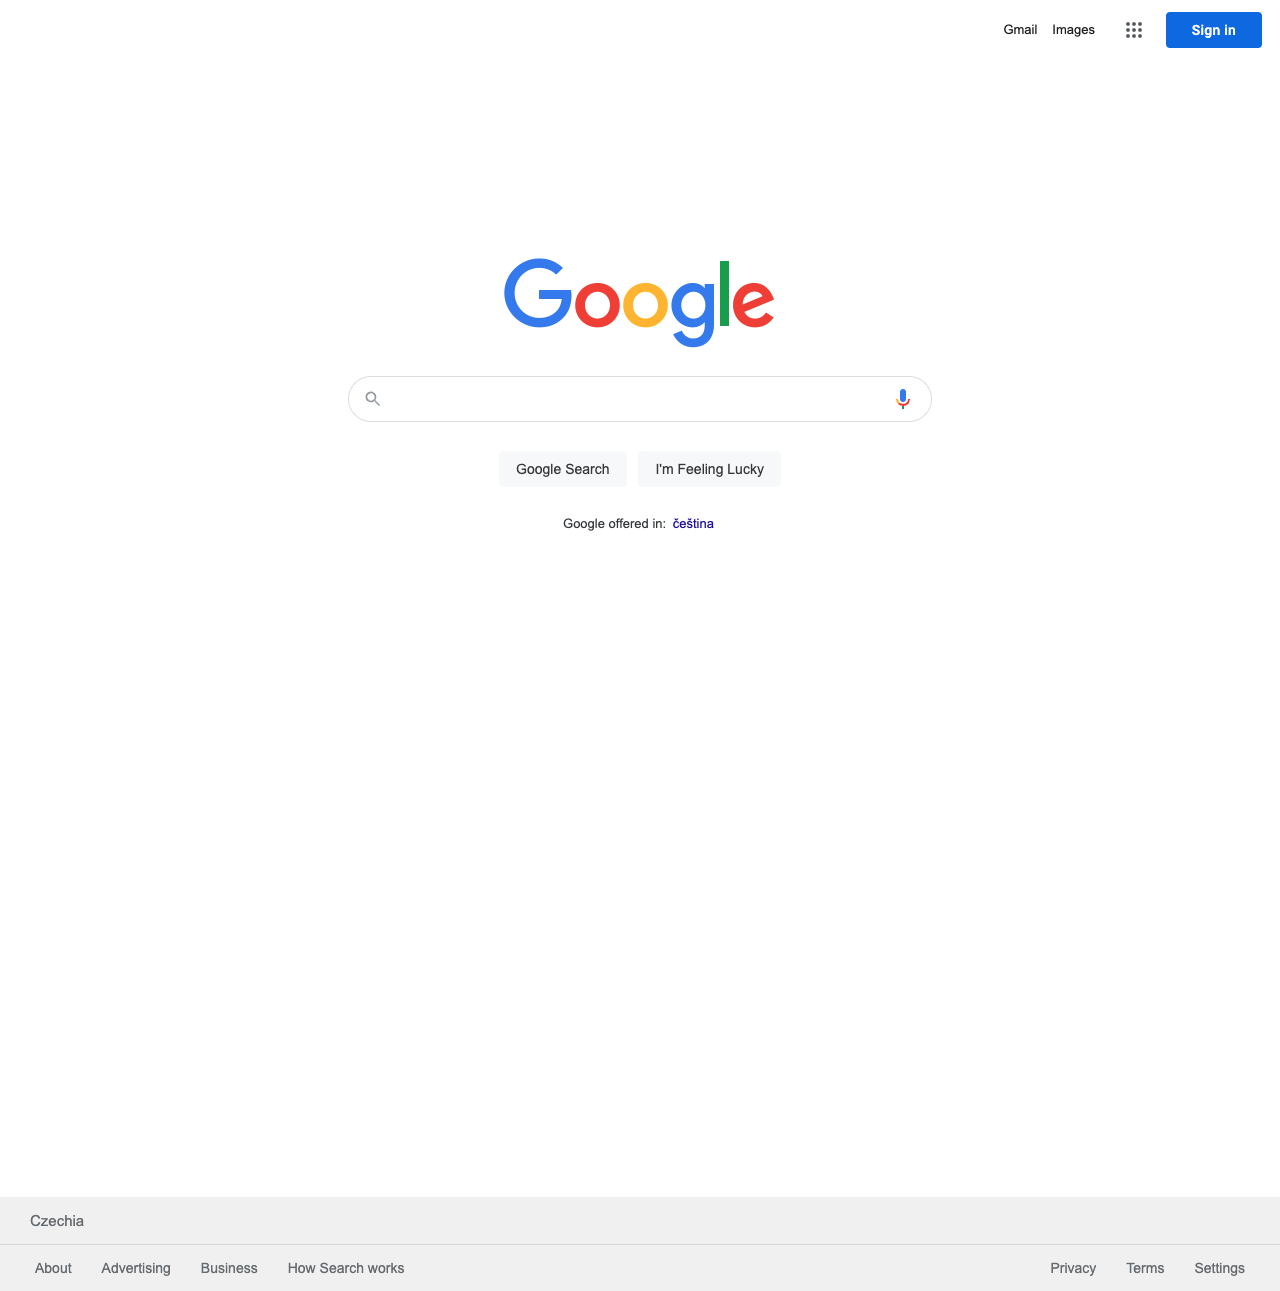 Gmail Images Sign in
Google
Google Search I'm Feeling Lucky
Google offered in: čeština
Czechia
About Advertising Business How Search works Privacy Terms Settings